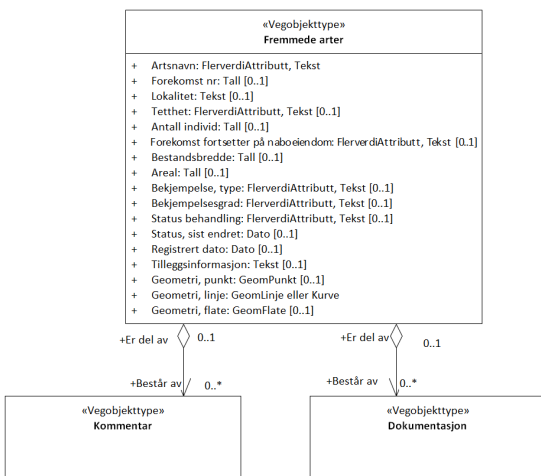 «Vegobjekttype»
Fremmede arter
+ Artsnavn: FlerverdiAttributt, Tekst
+ Forekomst nr: Tall [0..1]
+ Lokalitet: Tekst [0..1]
+ Tetthet: FlerverdiAttributt, Tekst [0..1]
+ Antall individ: Tall [0..1]
+ Forekomst fortsetter på naboeiendom: FlerverdiAttributt, Tekst [0..1]
+ Bestandsbredde: Tall [0..1]
+ Areal: Tall [0..1]
+ Bekjempelse, type: FlerverdiAttributt, Tekst [0..1]
+ Bekjempelsesgrad: FlerverdiAttributt, Tekst [0..1]
+ Status behandling: FlerverdiAttributt, Tekst [0..1]
+ Status, sist endret: Dato [0..1]
+ Registrert dato: Dato [0..1]
+ Tilleggsinformasjon: Tekst [0..1]
+ Geometri, punkt: GeomPunkt [0..1]
+ Geometri, linje: GeomLinje eller Kurve
+ Geometri, flate: GeomFlate [0..1]
+Er del av 0..1 +Er del av 0..1
+Består av 0..* +Består av 0..*
«Vegobjekttype» «Vegobjekttype»
Kommentar Dokumentasjon